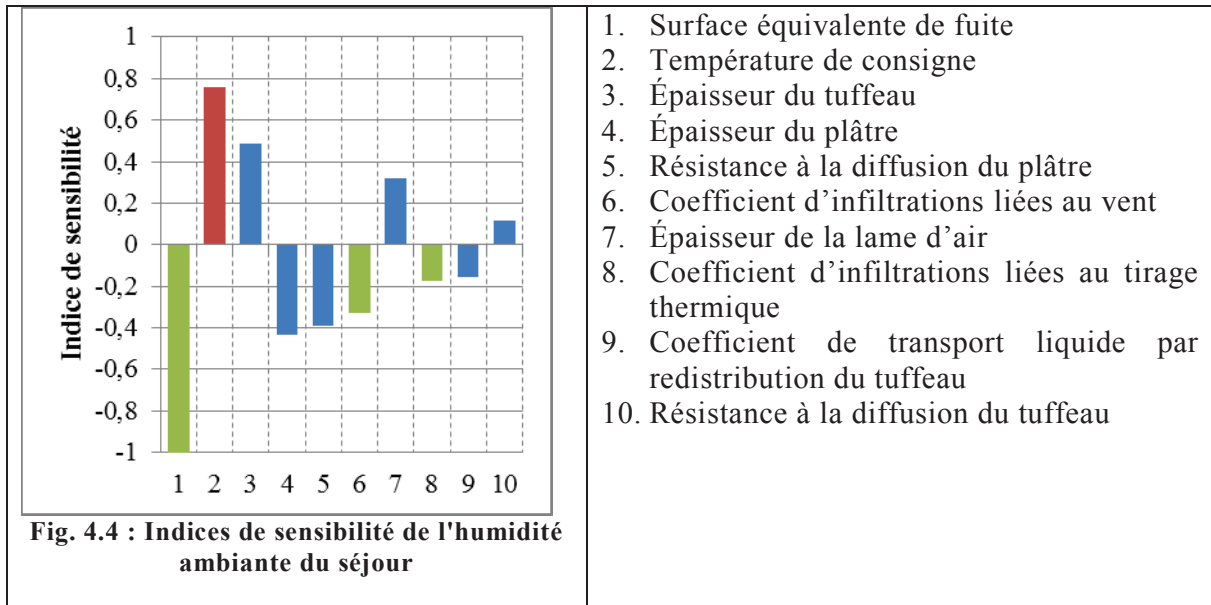 1
0,8
0,6
0,4
0,2
0
-0,2
-0,4
-0,6
-0,8
-1
Indice de sensibilité
1 2 3 4 5 6 7 8 9 10
Fig. 4.4 : Indices de sensibilité de l'humidité
ambiante du séjour
1. Surface équivalente de fuite
2. Température de consigne
3. Épaisseur du tuffeau
4. Épaisseur du plâtre
5. Résistance à la diffusion du plâtre
6. Coefficient d’infiltrations liées au vent
7. Épaisseur de la lame d’air
8. Coefficient d’infiltrations liées au tirage
thermique
9. Coefficient de transport liquide par
redistribution du tuffeau
10. Résistance à la diffusion du tuffeau